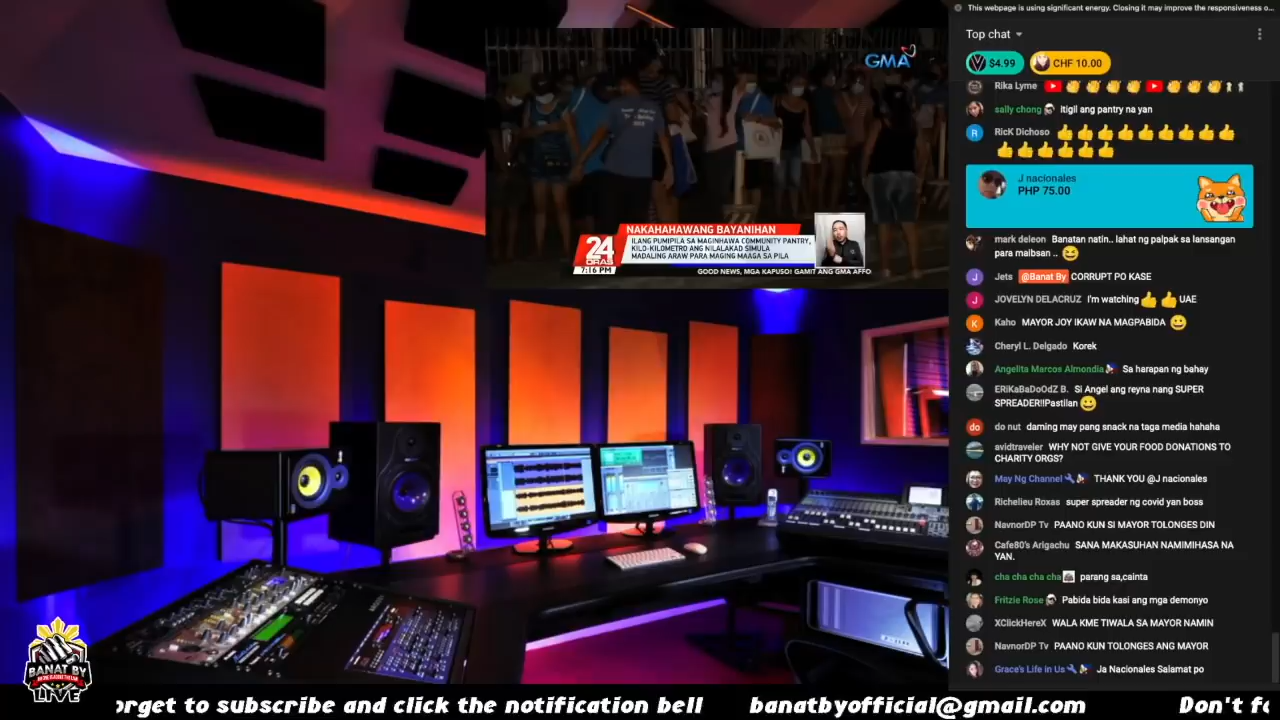 This webpage is using significant energy. Closing it may improve the responsiveness o...
Top chat
$4.99
CHF 10.00
Rika Lyme
sally chong itigil ang pantry na yan
RicK Dichoso
J nacionales
PHP 75.00
mark deleon Banatan natin.. lahat ng palpak sa lansangan
para maibsan ..
Jets @Banat By CORRUPT PO KASE
JOVELYN DELACRUZ I'm watching UAE
Kaho MAYOR JOY IKAW NA MAGPABIDA
Cheryl L. Delgado Korek
Angelita Marcos Almondia Sa harapan ng bahay
ERiKaBaDoOdZ B. Si Angel ang reyna nang SUPER
SPREADER!!Pastilan
do nut daming may pang snack na taga media hahaha
avidtraveler WHY NOT GIVE YOUR FOOD DONATIONS TO
CHARITY ORGS?
May Ng Channel THANK YOU @J nacionales
Richelieu Roxas super spreader ng covid yan boss
NavnorDP Tv PAANO KUN SI MAYOR TOLONGES DIN
Cafe80's Arigachu SANA MAKASUHAN NAMIMIHASA NA
YAN.
cha cha cha cha parang sa,cainta
Fritzie Rose Pabida bida kasi ang mga demonyo
XClickHereX WALA KME TIWALA SA MAYOR NAMIN
NavnorDP Tv PAANO KUN TOLONGES ANG MAYOR
Grace's Life in Us Ja Nacionales Salamat po
GMA
NAKAHAHAWANG BAYANIHAN
24
ORAS
7:16 PM
ILANG PUMIPILA SA MAGINHAWA COMMUNITY PANTRY,
KILO-KILOMETRO ANG NILALAKAD SIMULA
MADALING ARAW PARA MAGING MAAGA SA PILA
GOOD NEWS, MGA KAPUSO! GAMIT ANG GMA AFFO
BANAT BY
LIVE
orget to subscribe and click the notification bell banatbyofficial@gmail.com Don't fo